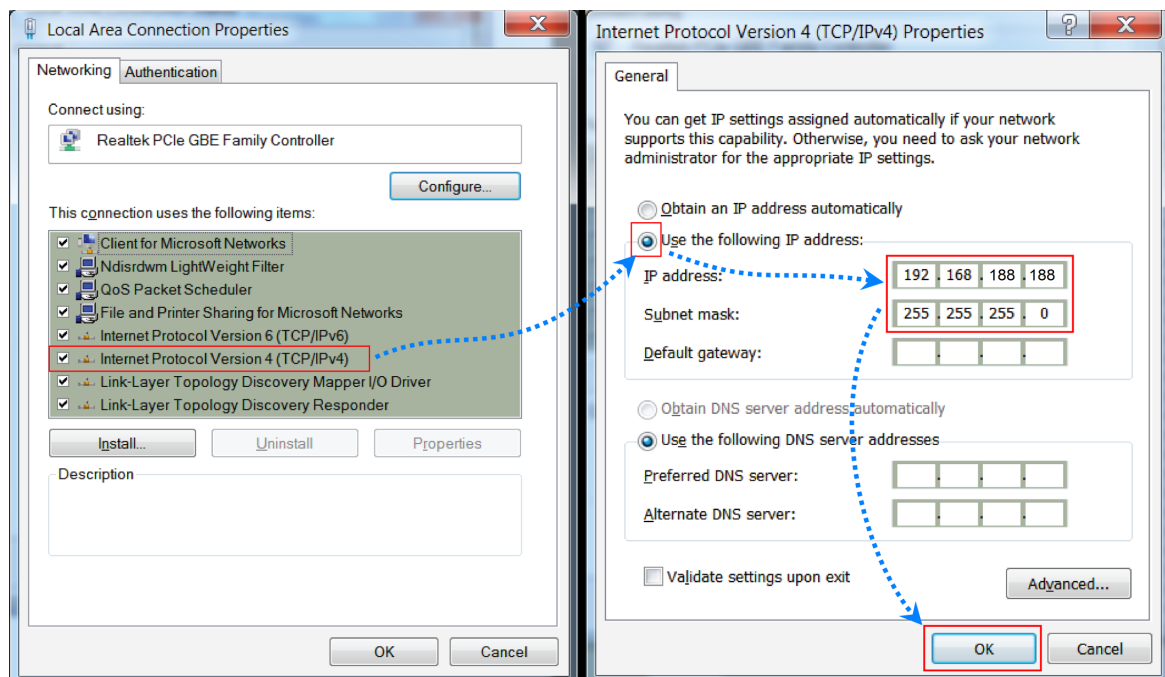 Local Area Connection Properties
Networking
Authentication
Connect using:
Realtek PCIe GBE Family Controller
Configure...
This connection uses the following items:
Client for Microsoft Networks
Ndisrdwm LightWeight Filter
QoS Packet Scheduler
File and Printer Sharing for Microsoft Networks
Internet Protocol Version 6 (TCP/IPv6)
Internet Protocol Version 4 (TCP/IPv4)
Link-Layer Topology Discovery Mapper I/O Driver
Link-Layer Topology Discovery Responder
Install...
Uninstall
Properties
Description
OK
Cancel
Internet Protocol Version 4 (TCP/IPv4) Properties
General
You can get IP settings assigned automatically if your network
supports this capability. Otherwise, you need to ask your network
administrator for the appropriate IP settings.
Obtain an IP address automatically
Use the following IP address:
IP address: 192 . 168 . 188 . 188
Subnet mask: 255 . 255 . 255 . 0
Default gateway: . . .
Obtain DNS server address automatically
Use the following DNS server addresses
Preferred DNS server: . . .
Alternate DNS server: . . .
Validate settings upon exit
Advanced...
OK
Cancel